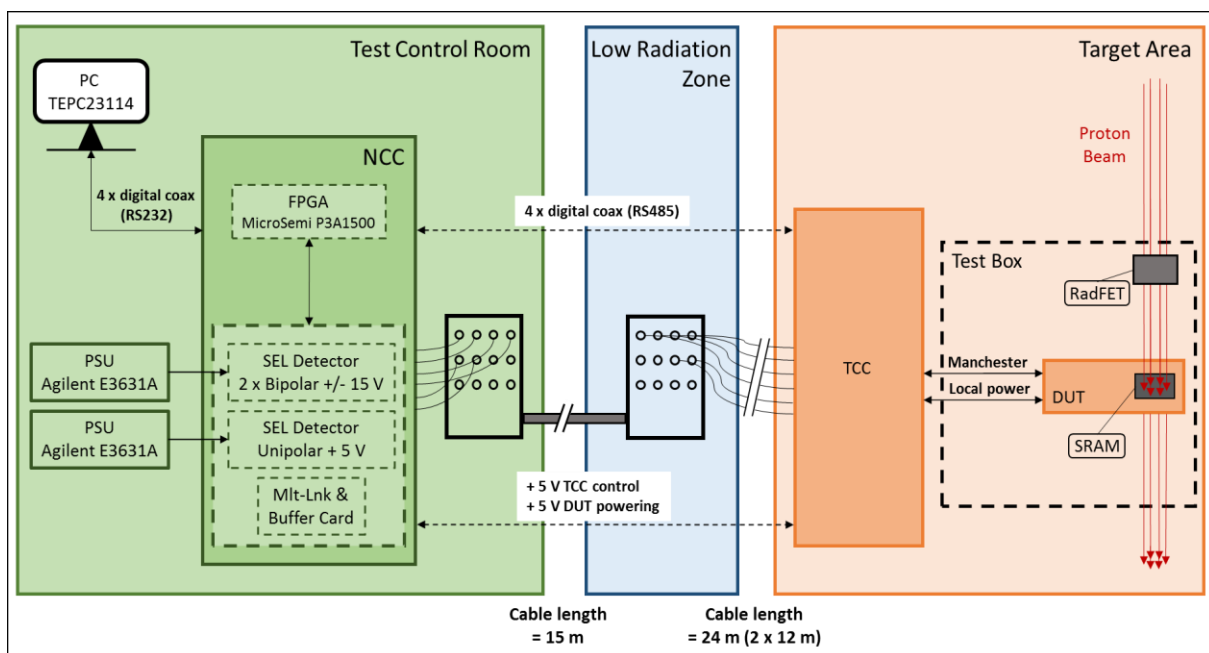 Test Control Room
Low Radiation
Zone
Target Area
PC
TEPC23114
NCC
4 x digital coax
(RS232)
FPGA
MicroSemi P3A1500
4 x digital coax (RS485)
Proton
Beam
Test Box
RadFET
PSU
Agilent E3631A
SEL Detector
2 x Bipolar +/- 15 V
PSU
Agilent E3631A
SEL Detector
Unipolar + 5 V
Mlt-Lnk &
Buffer Card
TCC
Manchester
Local power
DUT
SRAM
+ 5 V TCC control
+ 5 V DUT powering
Cable length
= 15 m
Cable length
= 24 m (2 x 12 m)